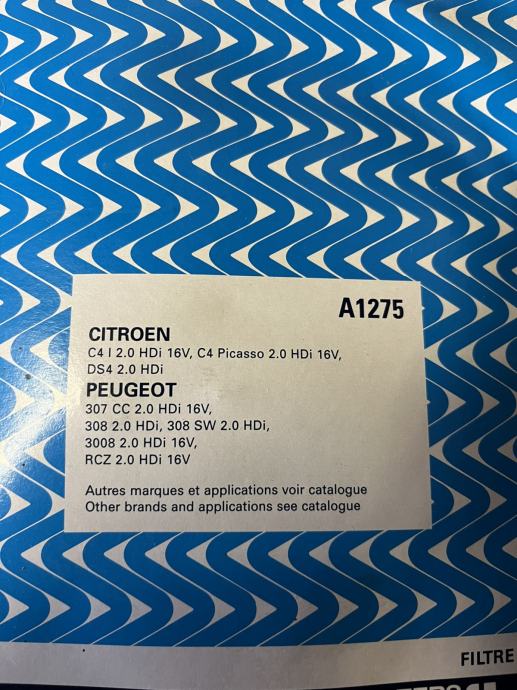 A1275
CITROEN
C4 I 2.0 HDi 16V, C4 Picasso 2.0 HDi 16V,
DS4 2.0 HDi
PEUGEOT
307 CC 2.0 HDi 16V,
308 2.0 HDi, 308 SW 2.0 HDi,
3008 2.0 HDi 16V,
RCZ 2.0 HDi 16V
Autres marques et applications voir catalogue
Other brands and applications see catalogue
FILTRE